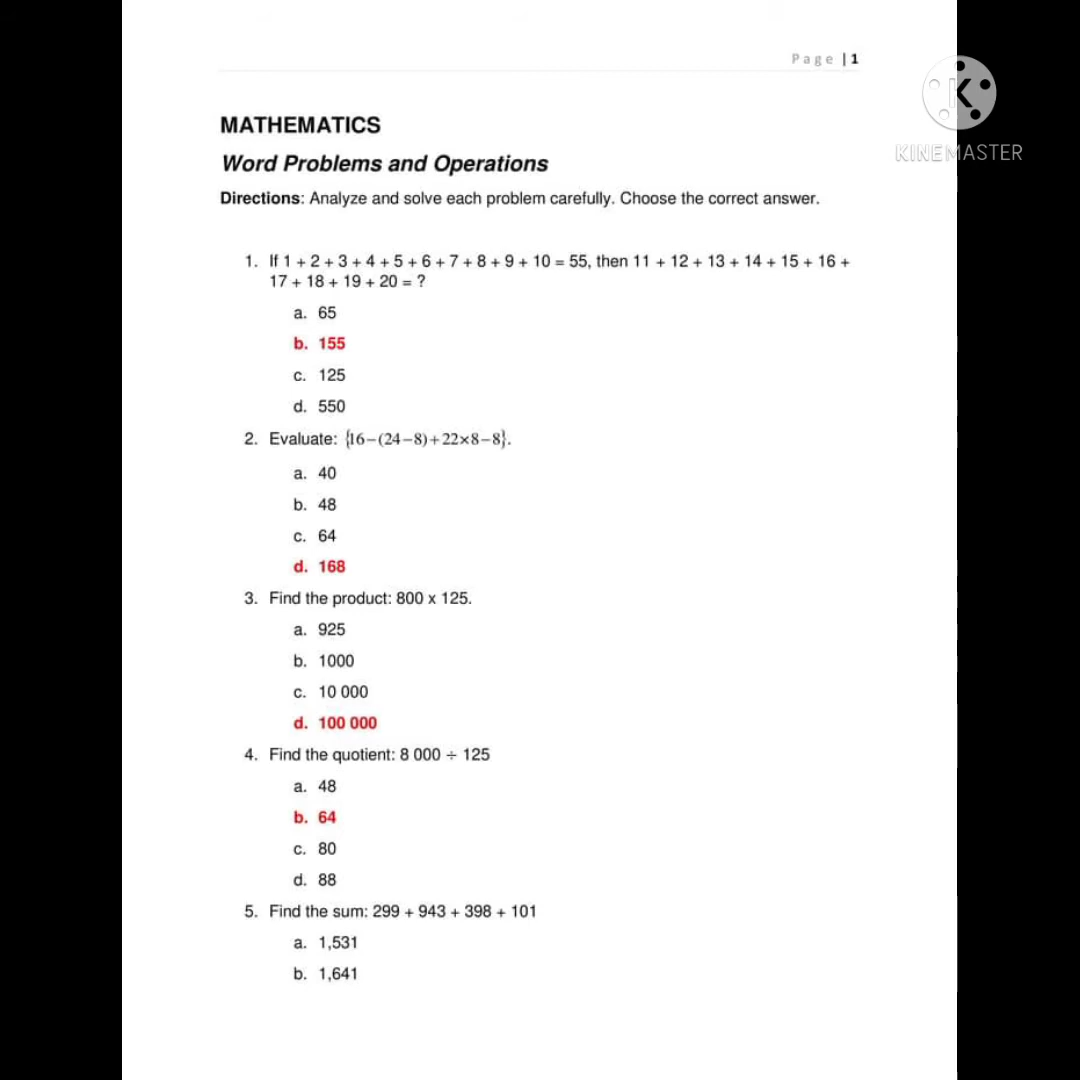 Page | 1
K
KINEMASTER
MATHEMATICS
Word Problems and Operations
Directions: Analyze and solve each problem carefully. Choose the correct answer.
1. If 1 + 2 + 3 + 4 + 5 + 6 + 7 + 8 + 9 + 10 = 55, then 11 + 12 + 13 + 14 + 15 + 16 +
17 + 18 + 19 + 20 = ?
a. 65
b. 155
c. 125
d. 550
2. Evaluate: {16−(24−8)+22×8−8}.
a. 40
b. 48
c. 64
d. 168
3. Find the product: 800 x 125.
a. 925
b. 1000
c. 10 000
d. 100 000
4. Find the quotient: 8 000 ÷ 125
a. 48
b. 64
c. 80
d. 88
5. Find the sum: 299 + 943 + 398 + 101
a. 1,531
b. 1,641